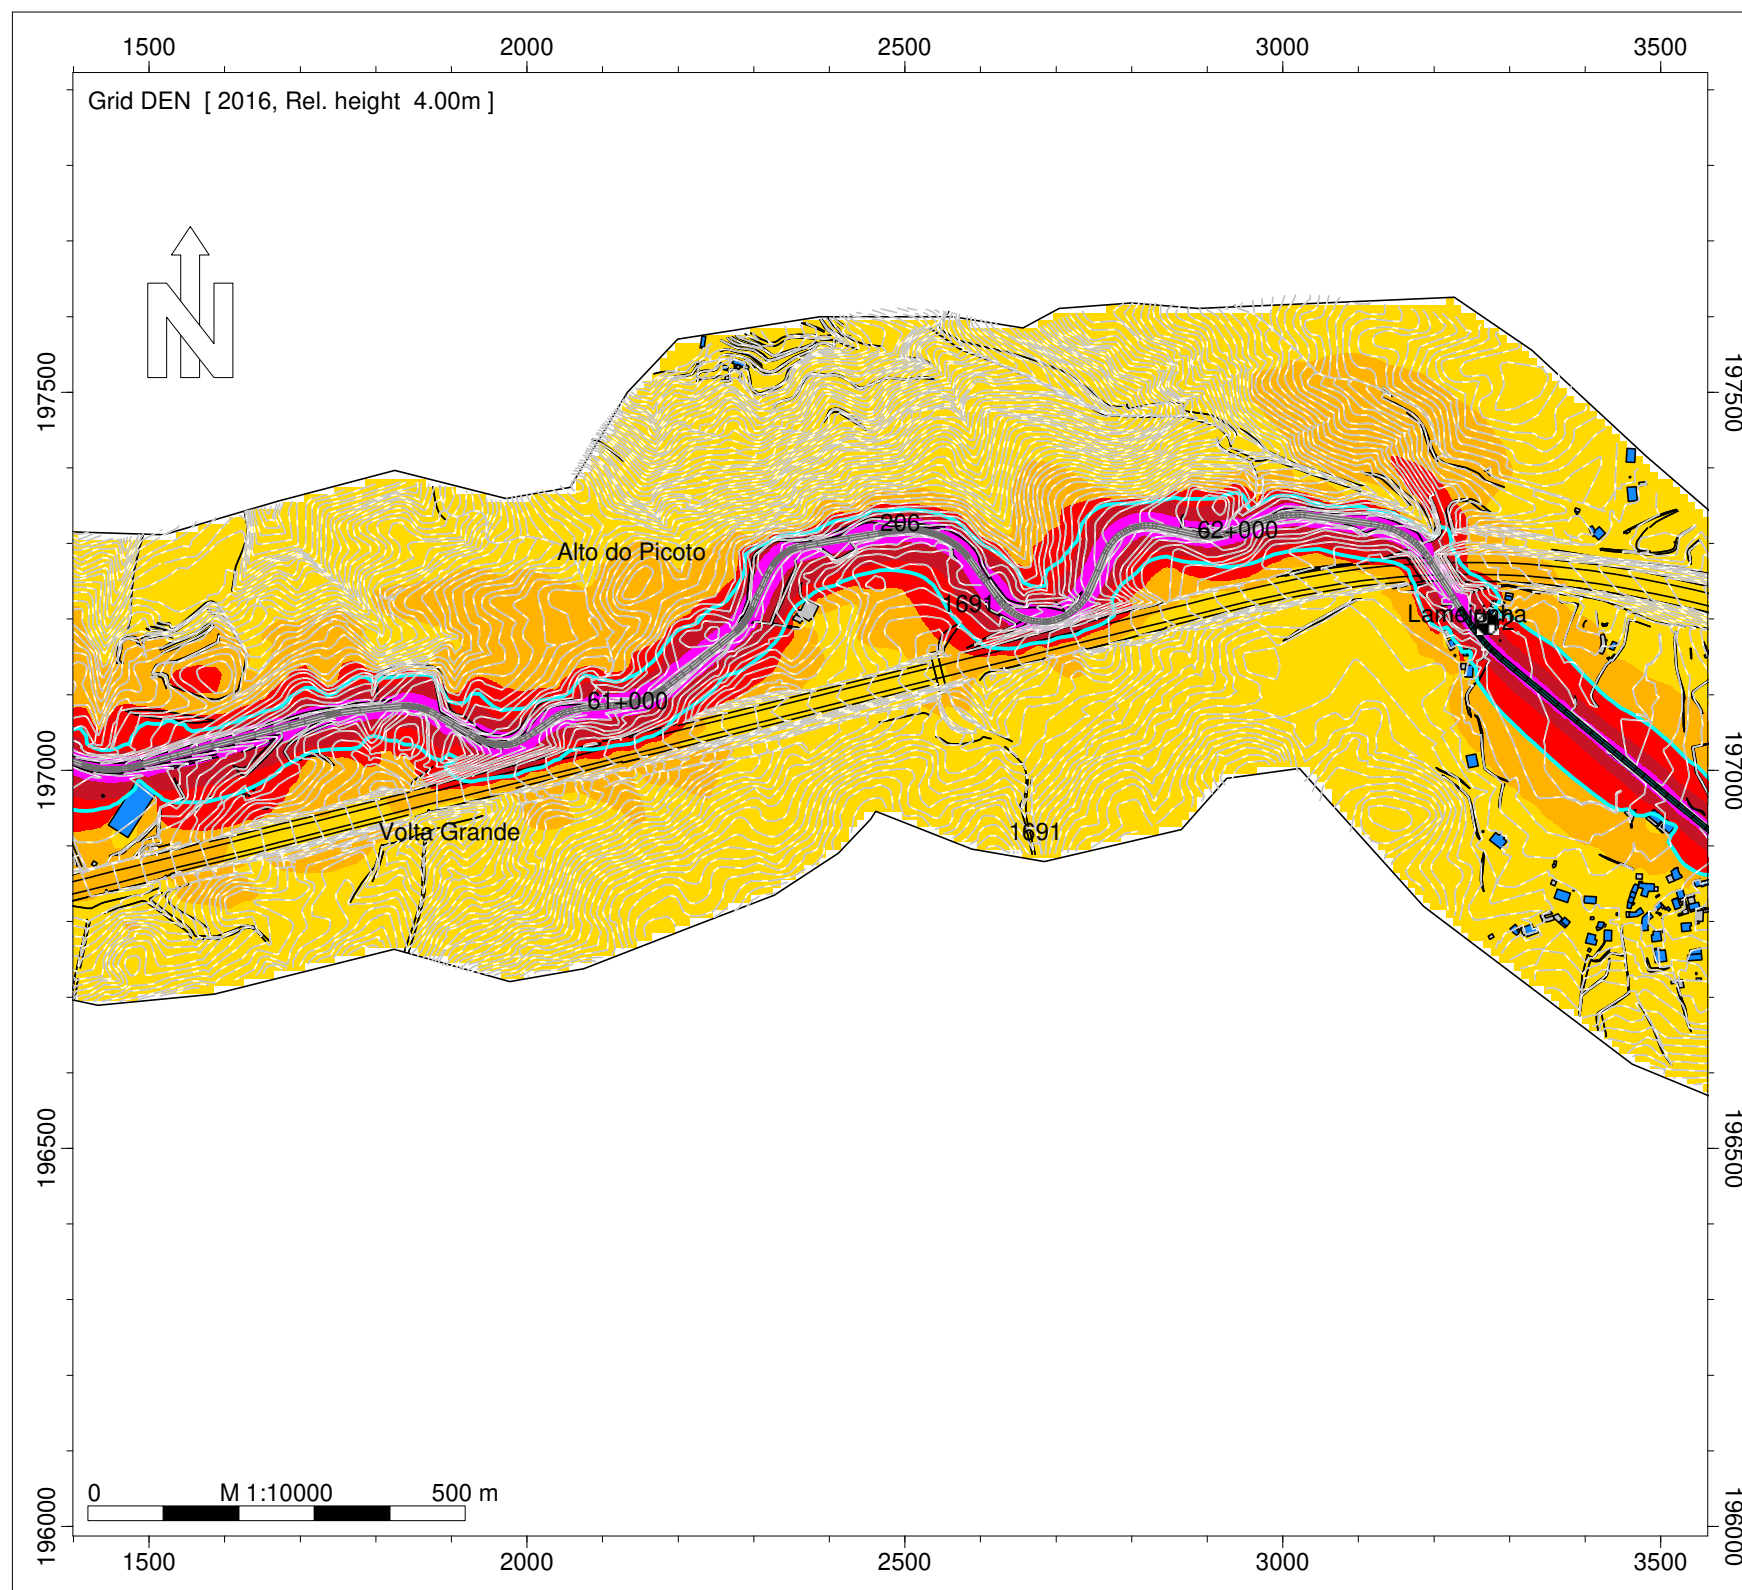 1500 2000 2500 3000 3500
Grid DEN [ 2016, Rel. height 4.00m ]
N
197500 197500
206
62+000
Alto do Picoto
1691
Lameirinha
61+000
197000 197000
Volta Grande
1691
196500 196500
0 M 1:10000 500 m
196000 196000
1500 2000 2500 3000 3500